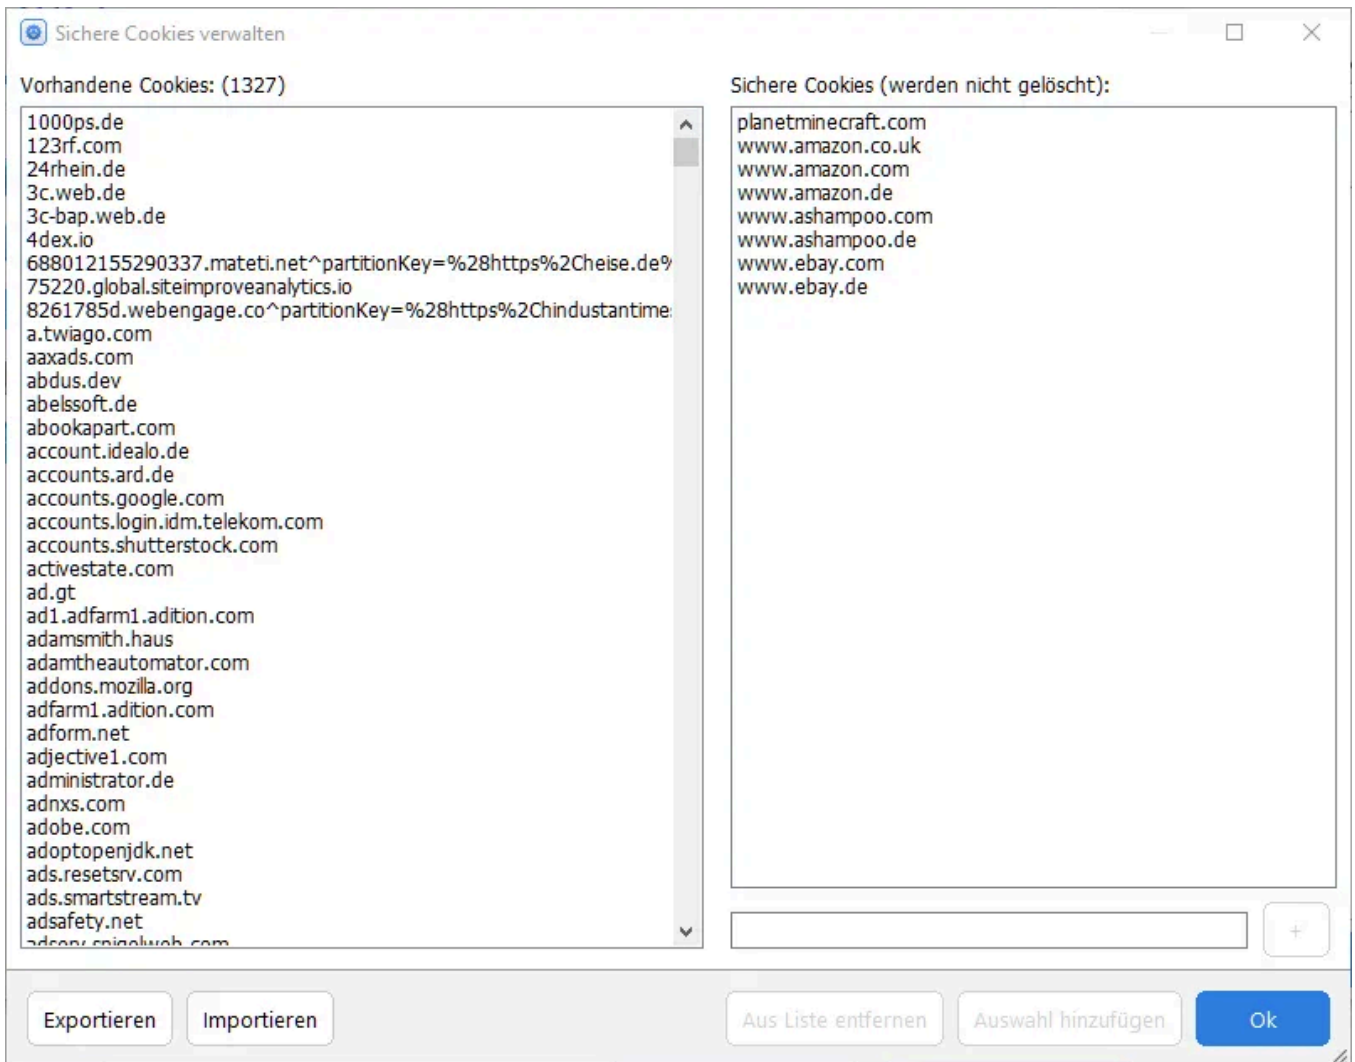 Sichere Cookies verwalten
Vorhandene Cookies: (1327)
1000ps.de
123rf.com
24rhein.de
3c.web.de
3c-bap.web.de
4dex.io
688012155290337.mateti.net^partitionKey=%28https%2Cheise.de%
75220.global.siteimproveanalytics.io
8261785d.webengage.co^partitionKey=%28https%2Chindustantimes
a.twiago.com
aaxads.com
abdus.dev
abelssoft.de
abookapart.com
account.idealo.de
accounts.ard.de
accounts.google.com
accounts.login.idm.telekom.com
accounts.shutterstock.com
activestate.com
ad.gt
ad1.adfarm1.adition.com
adamsmith.haus
adamtheautomator.com
addons.mozilla.org
adfarm1.adition.com
adform.net
adjective1.com
administrator.de
adnxs.com
adobe.com
adoptopenjdk.net
ads.resetsrv.com
ads.smartstream.tv
adsafety.net
Sichere Cookies (werden nicht gelöscht):
planetminecraft.com
www.amazon.co.uk
www.amazon.com
www.amazon.de
www.ashampoo.com
www.ashampoo.de
www.ebay.com
www.ebay.de
+
Exportieren
Importieren
Aus Liste entfernen
Auswahl hinzufügen
Ok